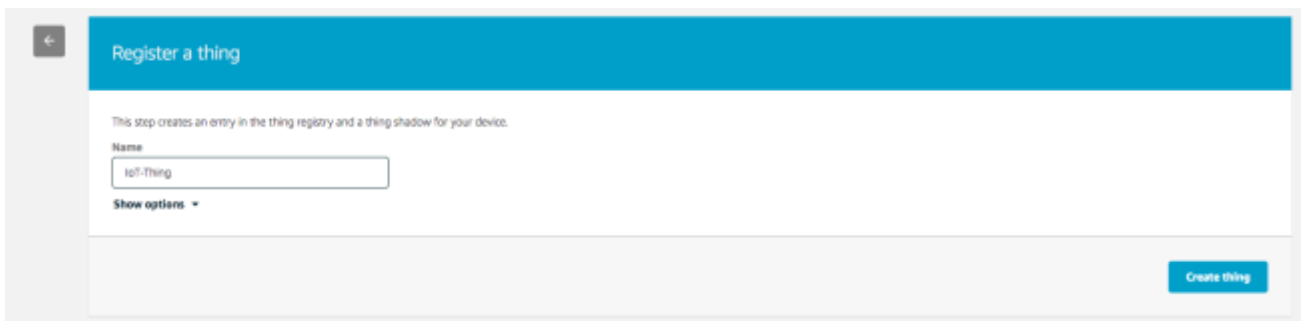 Register a thing
This step creates an entry in the thing registry and a thing shadow for your device.
Name
IoT-Thing
Show options
Create thing